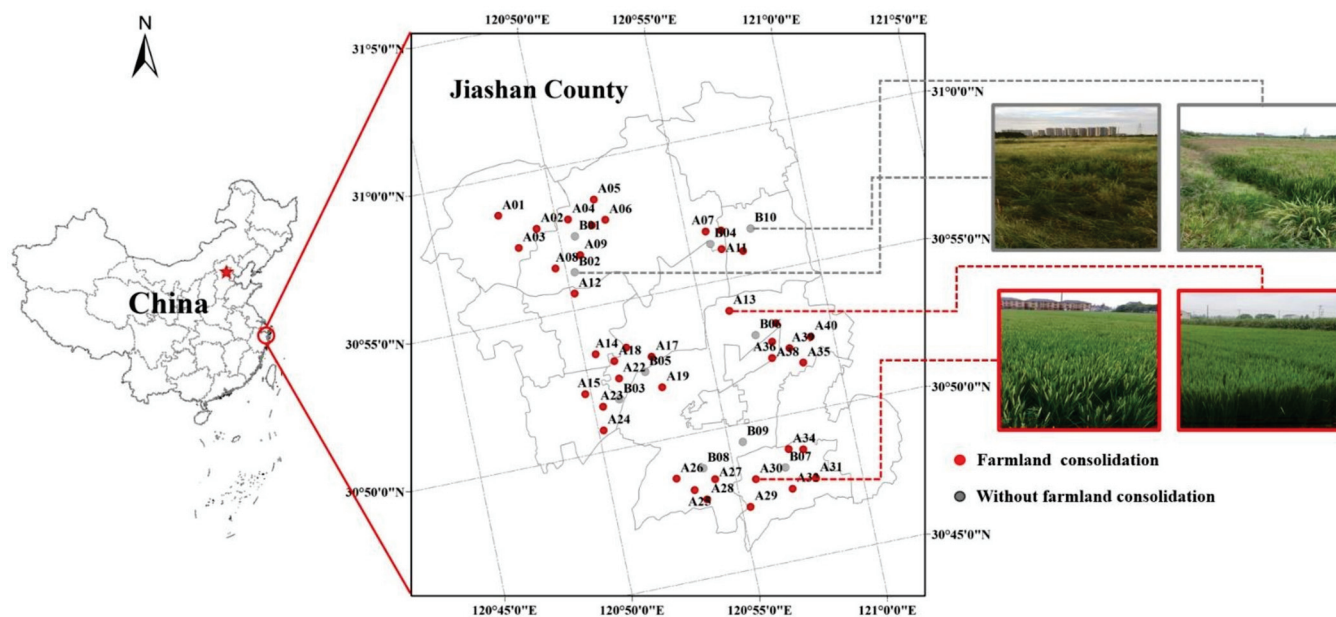 120°50'0"E
120°55'0"E
121°0'0"E
121°5'0"E
N
31°5'0"N
Jiashan County
31°0'0"N
A05
A01
A04
A06
A02
B01
A07
B10
A03
A09
B04
A11
31°0'0"N
30°55'0"N
A08
B02
A12
China
A13
B06
A40
A39
A36
A38
A35
30°55'0"N
A14
A18
A17
B05
A22
A15
B03
A19
A23
A24
30°50'0"N
B09
A34
B08
B07
A26
A27
A30
A31
A28
A32
A25
A29
Farmland consolidation
Without farmland consolidation
30°50'0"N
30°45'0"N
120°45'0"E
120°50'0"E
120°55'0"E
121°0'0"E